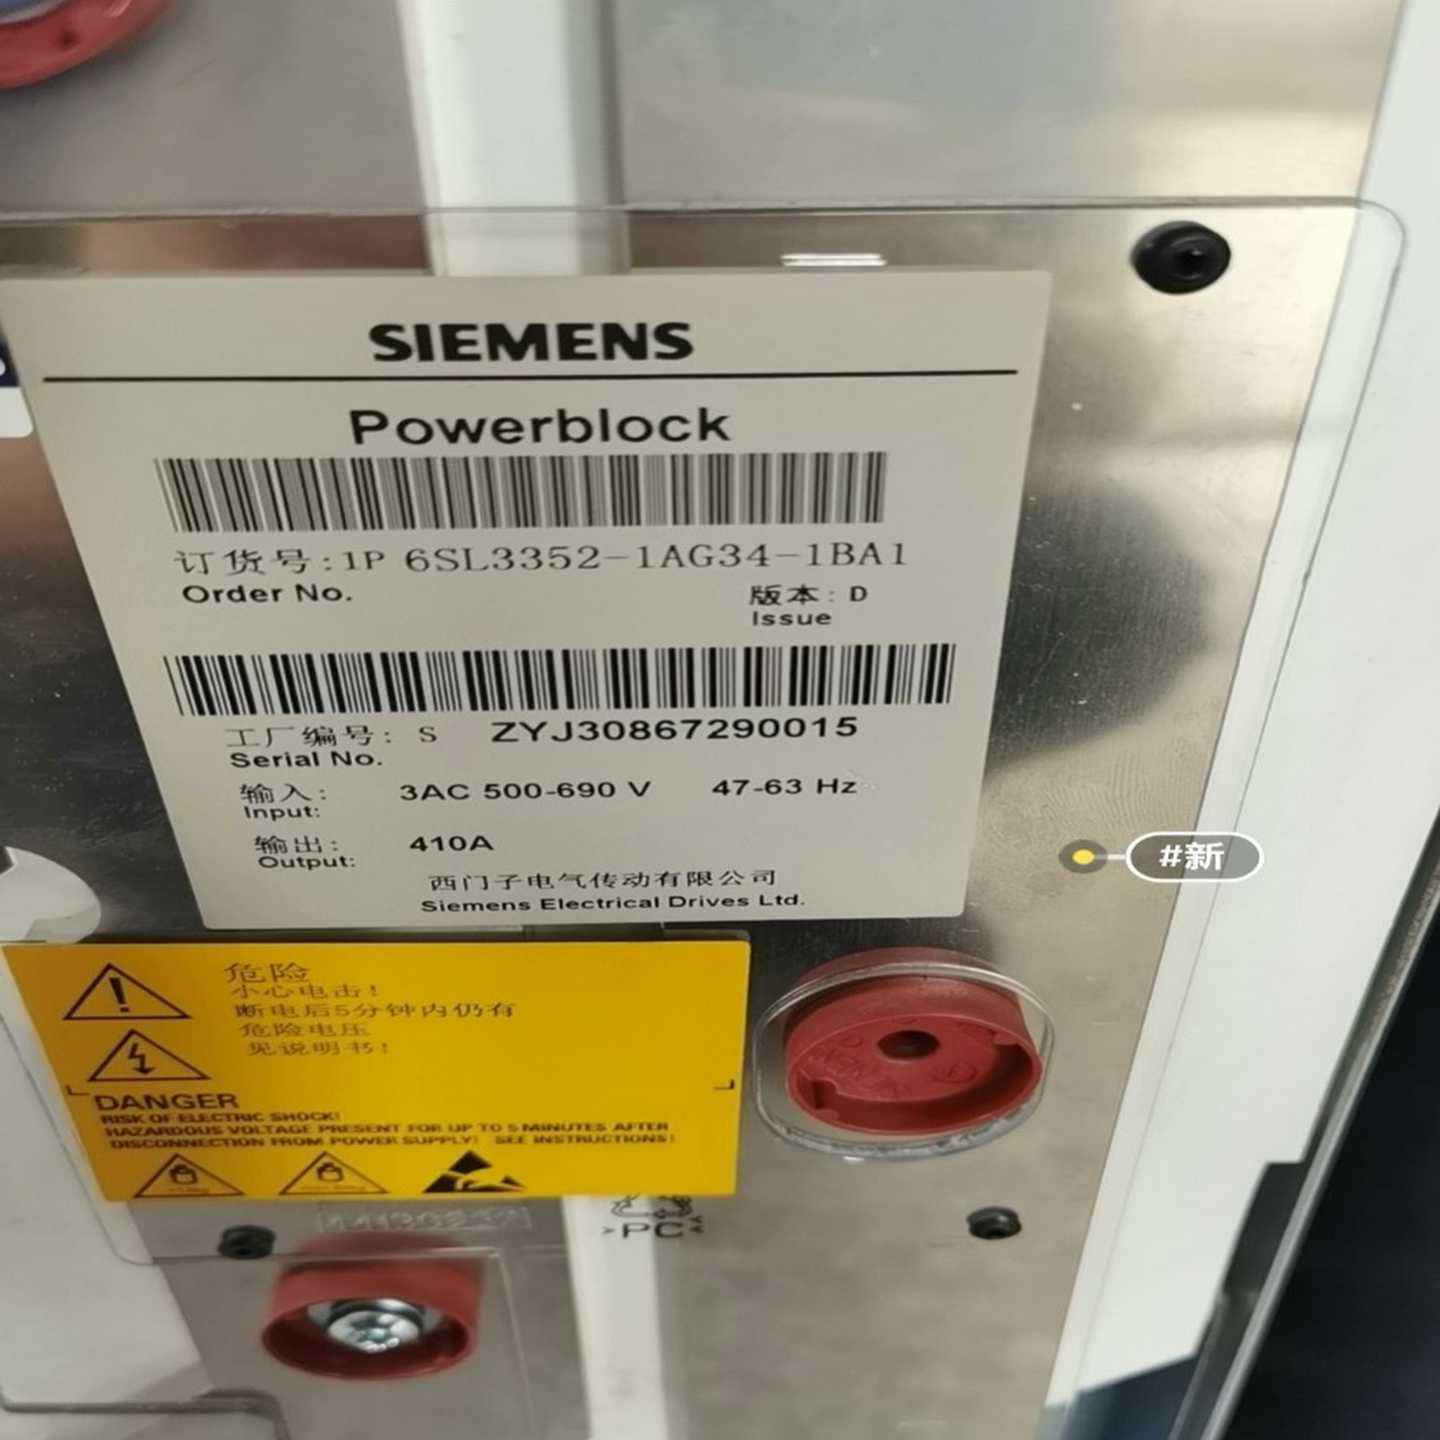 SIEMENS
Powerblock
订货号:1P 6SL3352-1AG34-1BA1
Order No.
版本: D
Issue
工厂编号: S ZYJ30867290015
Serial No.
输入: 3AC 500-690 V 47-63 Hz
Input:
输出: 410A
Output:
西门子电气传动有限公司
Siemens Electrical Drives Ltd.
#新
危险
小心电击!
断电后5分钟内仍有
危险电压
见说明书!
DANGER
RISK OF ELECTRIC SHOCK!
HAZARDOUS VOLTAGE PRESENT FOR UP TO 5 MINUTES AFTER
DISCONNECTION FROM POWER SUPPLY! SEE INSTRUCTIONS!
>PC<